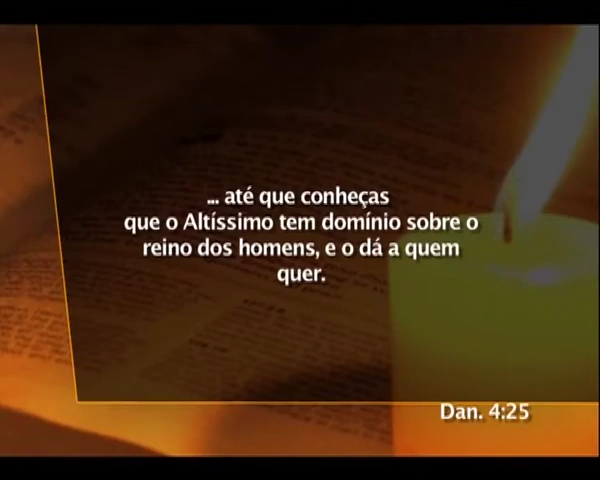 ... até que conheças
que o Altíssimo tem domínio sobre o
reino dos homens, e o dá a quem
quer.
Dan. 4:25